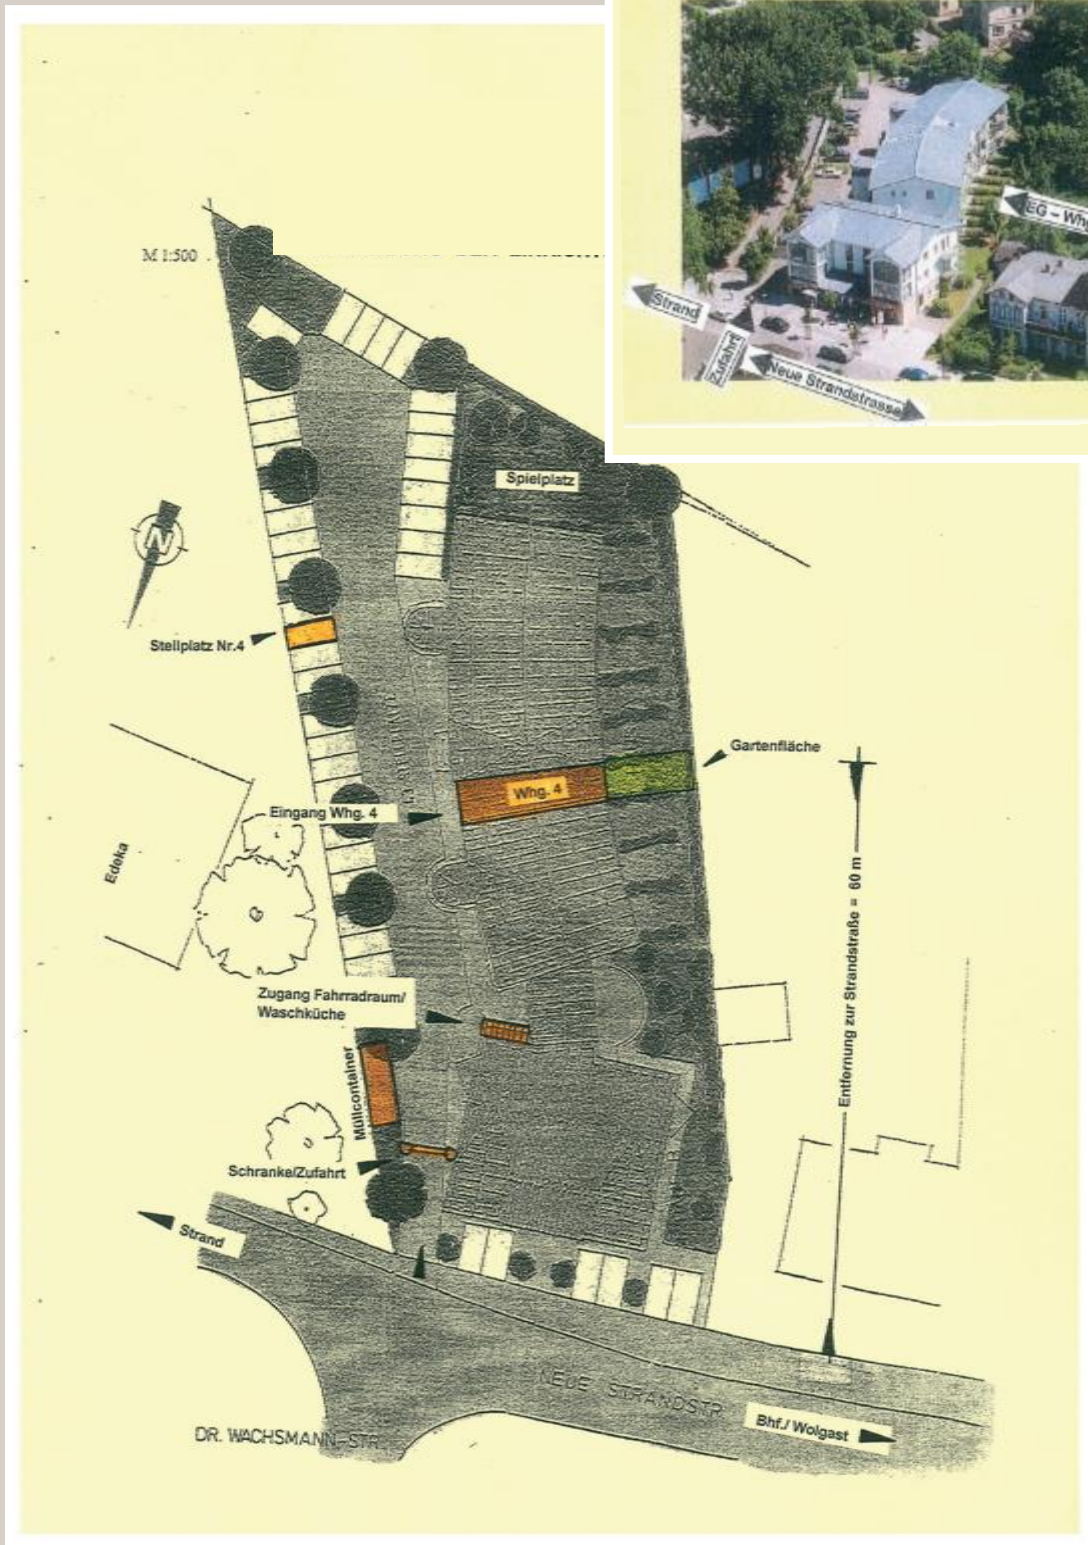 EG - Whg
Strand
Zufahrt
Neue Strandstrasse
M 1:500
Spielplatz
N
Stellplatz Nr.4
Gartenfläche
Whg. 4
Eingang Whg. 4
Edeka
Entfernung zur Strandstraße = 60 m
Zugang Fahrradraum/
Waschküche
Müllcontainer
Schranke/Zufahrt
Strand
NEUE STRANDSTR
Bhf./ Wolgast
DR. WACHSMANN-STR